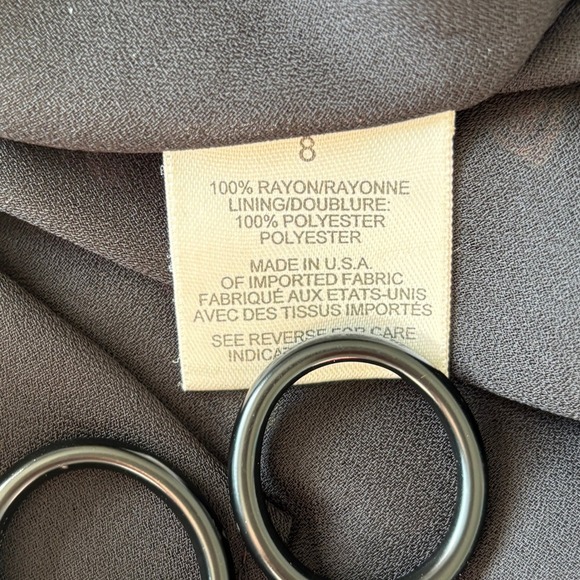 8
100% RAYON/RAYONNE
LINING/DOUBLURE:
100% POLYESTER
POLYESTER
MADE IN U.S.A.
OF IMPORTED FABRIC
FABRIQUÉ AUX ETATS-UNIS
AVEC DES TISSUS IMPORTÉS
SEE REVERSE FOR CARE